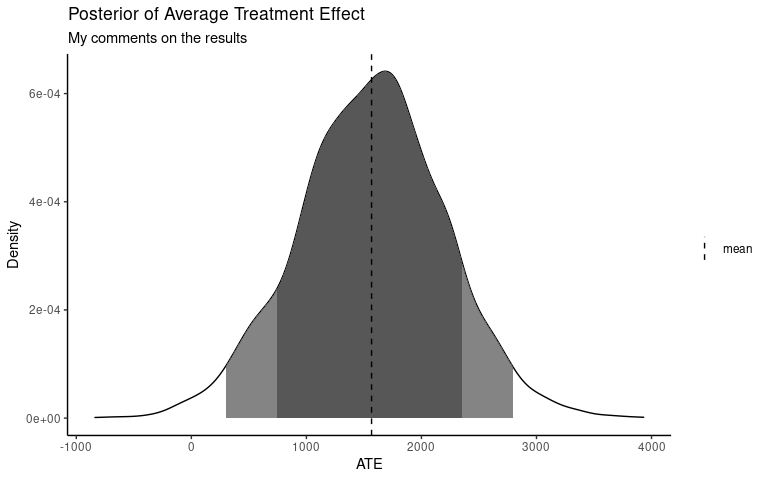 Posterior of Average Treatment Effect
My comments on the results
Density
6e-04
4e-04
2e-04
0e+00
-1000
0
1000
2000
3000
4000
ATE
mean